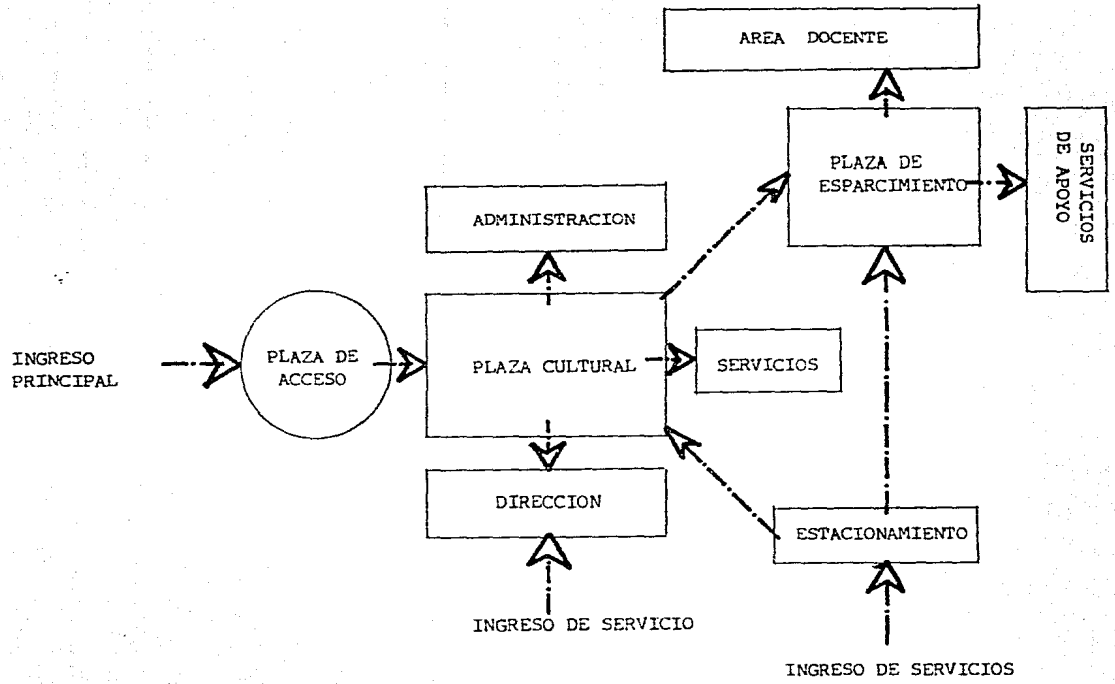 AREA DOCENTE
PLAZA DE
ESPARCIMIENTO
SERVICIOS
DE APOYO
ADMINISTRACION
INGRESO
PRINCIPAL
PLAZA DE
ACCESO
PLAZA CULTURAL
SERVICIOS
DIRECCION
ESTACIONAMIENTO
INGRESO DE SERVICIO
INGRESO DE SERVICIOS